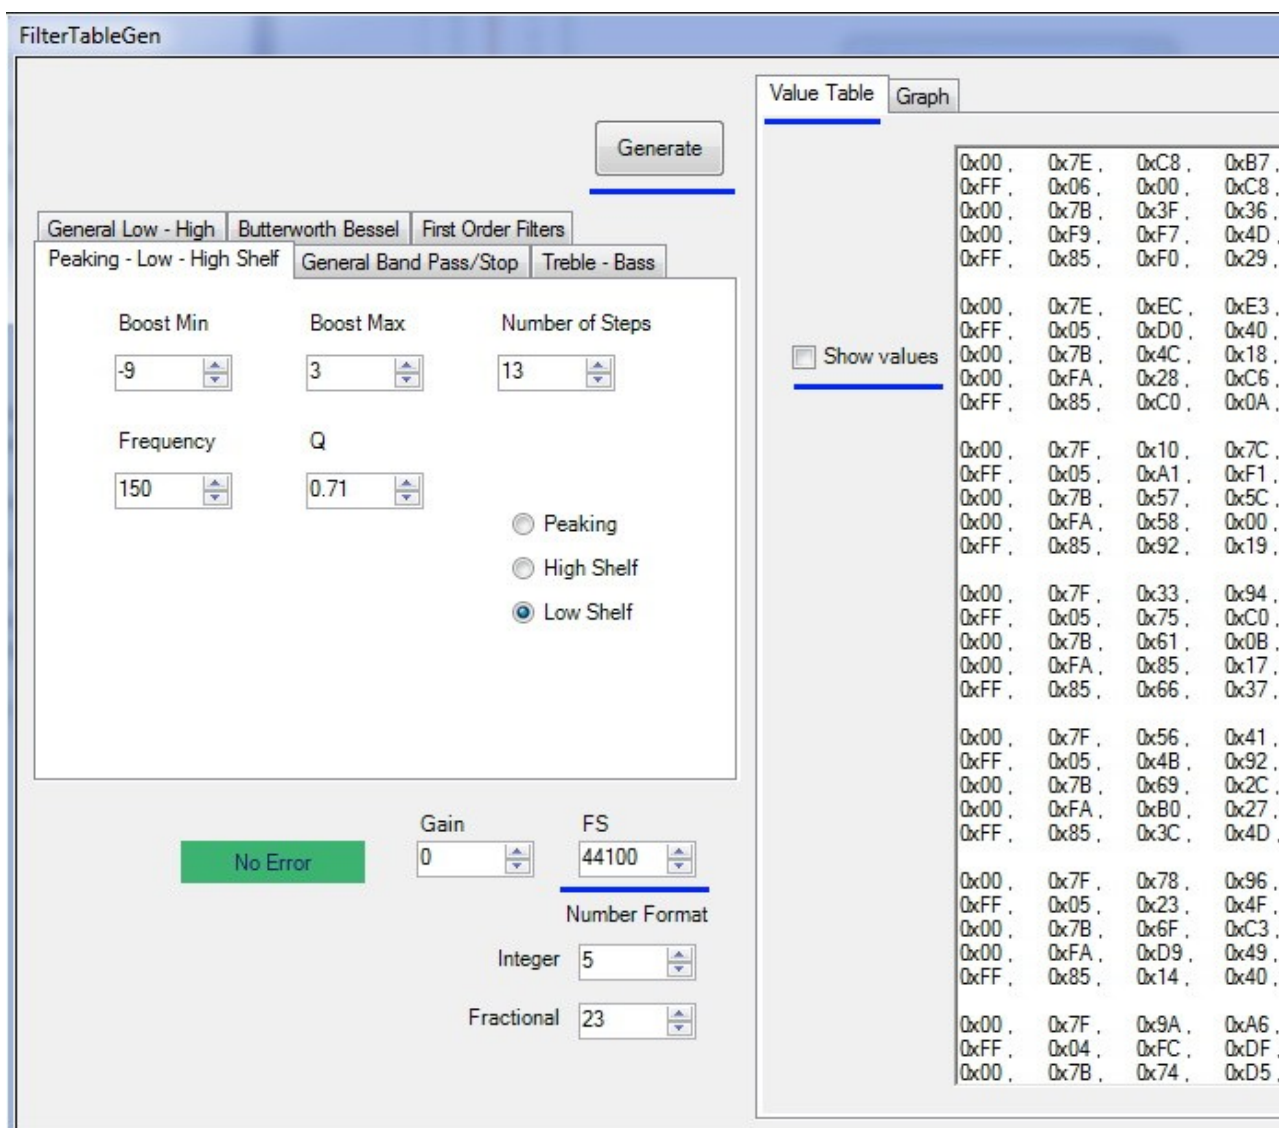 FilterTableGen
Generate
General Low - High Butterworth Bessel First Order Filters
Peaking - Low - High Shelf General Band Pass/Stop Treble - Bass
Boost Min Boost Max Number of Steps
-9 3 13
Frequency Q
150 0.71
Peaking
High Shelf
Low Shelf
No Error
Gain FS
0 44100
Number Format
Integer 5
Fractional 23
Value Table Graph
Show values
0x00 , 0x7E , 0xC8 , 0xB7 ,
0xFF , 0x06 , 0x00 , 0xC8 ,
0x00 , 0x7B , 0x3F , 0x36 ,
0x00 , 0xF9 , 0xF7 , 0x4D ,
0xFF , 0x85 , 0xF0 , 0x29 ,
0x00 , 0x7E , 0xEC , 0xE3 ,
0xFF , 0x05 , 0xD0 , 0x40 ,
0x00 , 0x7B , 0x4C , 0x18 ,
0x00 , 0xFA , 0x28 , 0xC6 ,
0xFF , 0x85 , 0xC0 , 0x0A ,
0x00 , 0x7F , 0x10 , 0x7C ,
0xFF , 0x05 , 0xA1 , 0xF1 ,
0x00 , 0x7B , 0x57 , 0x5C ,
0x00 , 0xFA , 0x58 , 0x00 ,
0xFF , 0x85 , 0x92 , 0x19 ,
0x00 , 0x7F , 0x33 , 0x94 ,
0xFF , 0x05 , 0x75 , 0xC0 ,
0x00 , 0x7B , 0x61 , 0x0B ,
0x00 , 0xFA , 0x85 , 0x17 ,
0xFF , 0x85 , 0x66 , 0x37 ,
0x00 , 0x7F , 0x56 , 0x41 ,
0xFF , 0x05 , 0x4B , 0x92 ,
0x00 , 0x7B , 0x69 , 0x2C ,
0x00 , 0xFA , 0xB0 , 0x27 ,
0xFF , 0x85 , 0x3C , 0x4D ,
0x00 , 0x7F , 0x78 , 0x96 ,
0xFF , 0x05 , 0x23 , 0x4F ,
0x00 , 0x7B , 0x6F , 0xC3 ,
0x00 , 0xFA , 0xD9 , 0x49 ,
0xFF , 0x85 , 0x14 , 0x40 ,
0x00 , 0x7F , 0x9A , 0xA6 ,
0xFF , 0x04 , 0xFC , 0xDF ,
0x00 , 0x7B , 0x74 , 0xD5 ,